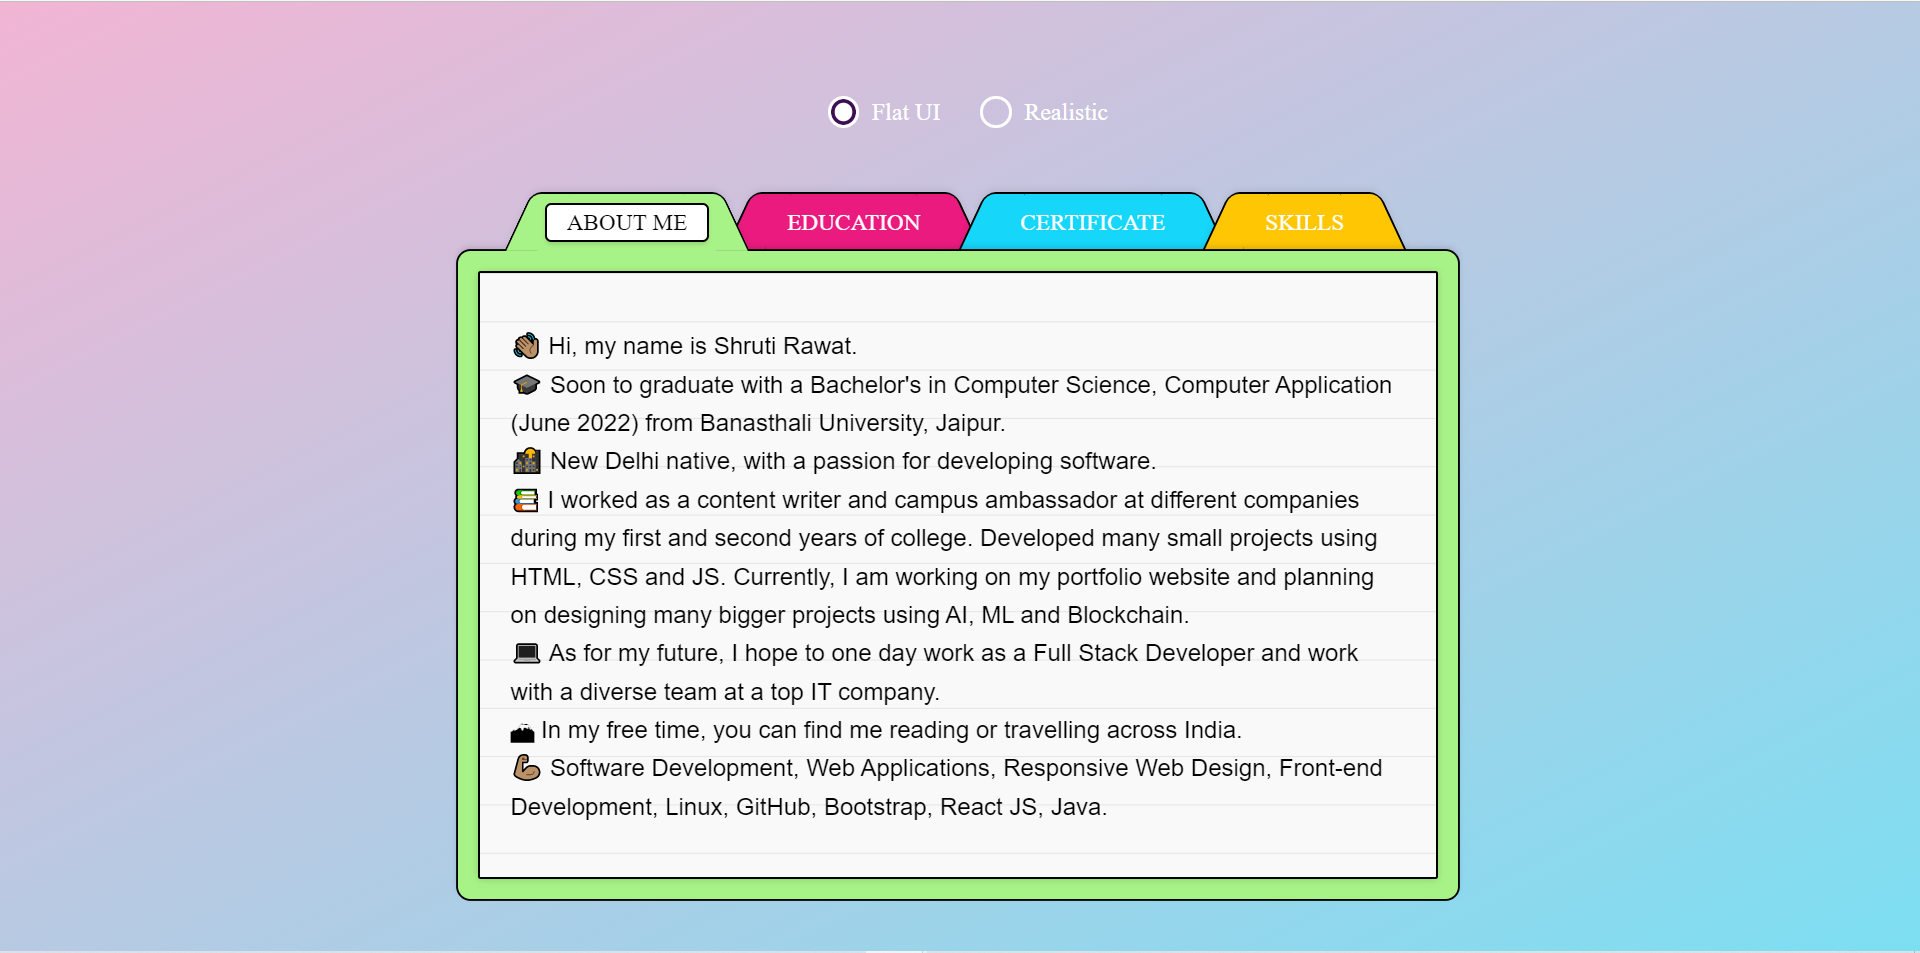 Flat UI Realistic
ABOUT ME EDUCATION CERTIFICATE SKILLS
👋🏽 Hi, my name is Shruti Rawat.
🎓 Soon to graduate with a Bachelor's in Computer Science, Computer Application
(June 2022) from Banasthali University, Jaipur.
🌇 New Delhi native, with a passion for developing software.
📚 I worked as a content writer and campus ambassador at different companies
during my first and second years of college. Developed many small projects using
HTML, CSS and JS. Currently, I am working on my portfolio website and planning
on designing many bigger projects using AI, ML and Blockchain.
💻 As for my future, I hope to one day work as a Full Stack Developer and work
with a diverse team at a top IT company.
🏔 In my free time, you can find me reading or travelling across India.
💪🏽 Software Development, Web Applications, Responsive Web Design, Front-end
Development, Linux, GitHub, Bootstrap, React JS, Java.